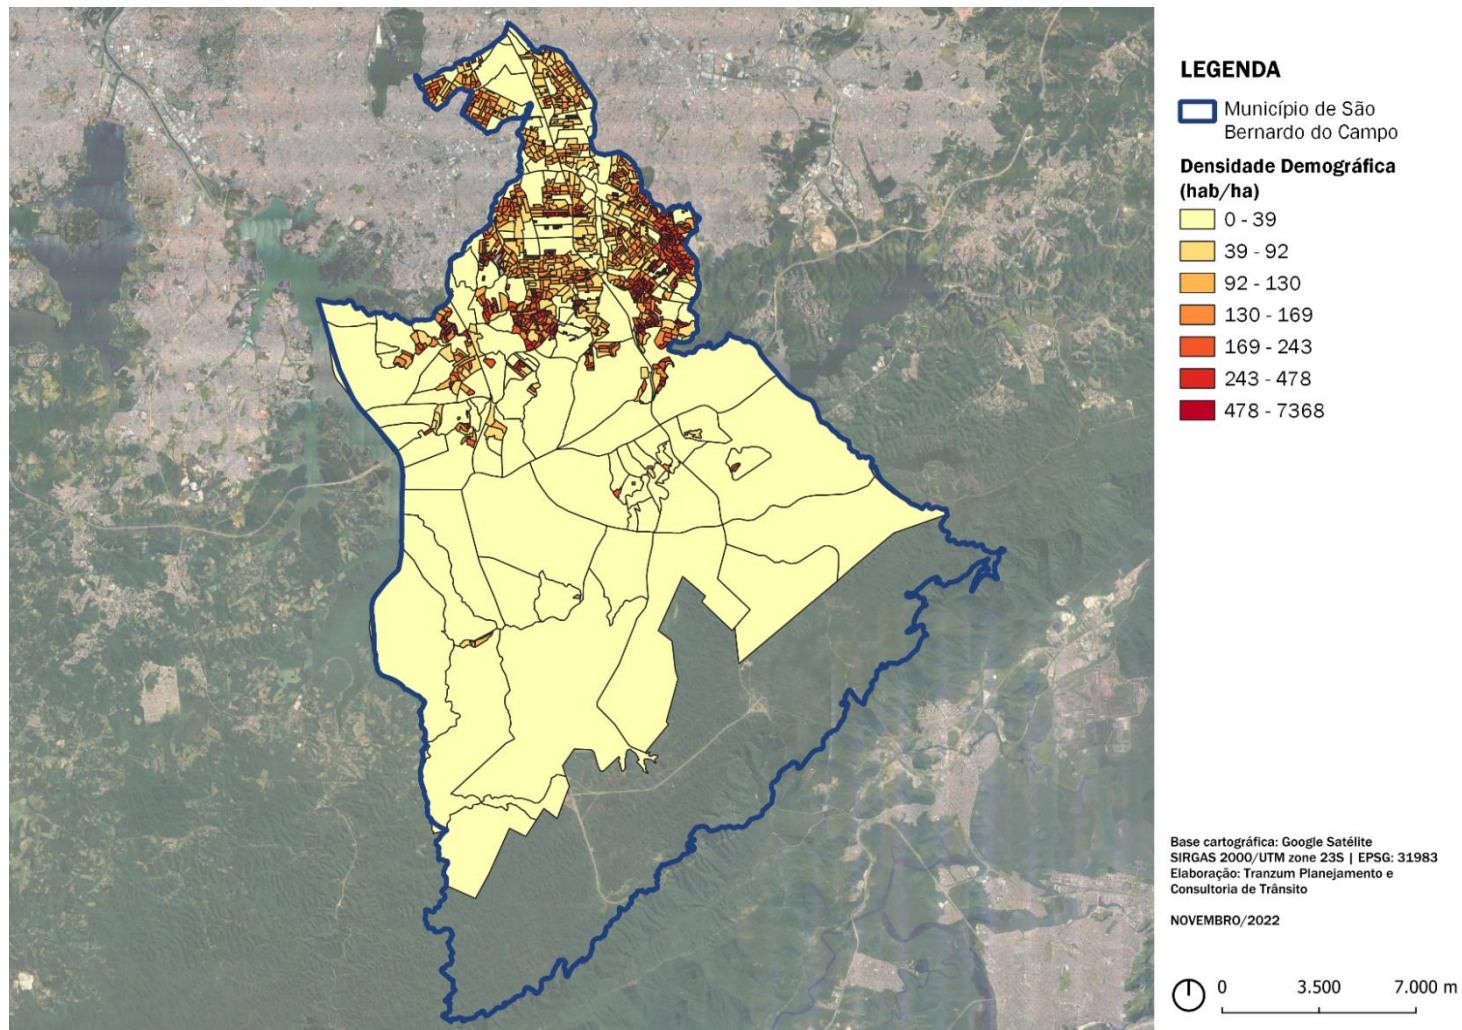 LEGENDA
Município de São
Bernardo do Campo
Densidade Demográfica
(hab/ha)
0 - 39
39 - 92
92 - 130
130 - 169
169 - 243
243 - 478
478 - 7368
Base cartográfica: Google Satélite
SIRGAS 2000/UTM zone 23S | EPSG: 31983
Elaboração: Tranzum Planejamento e
Consultoria de Trânsito
NOVEMBRO/2022
0 3.500 7.000 m